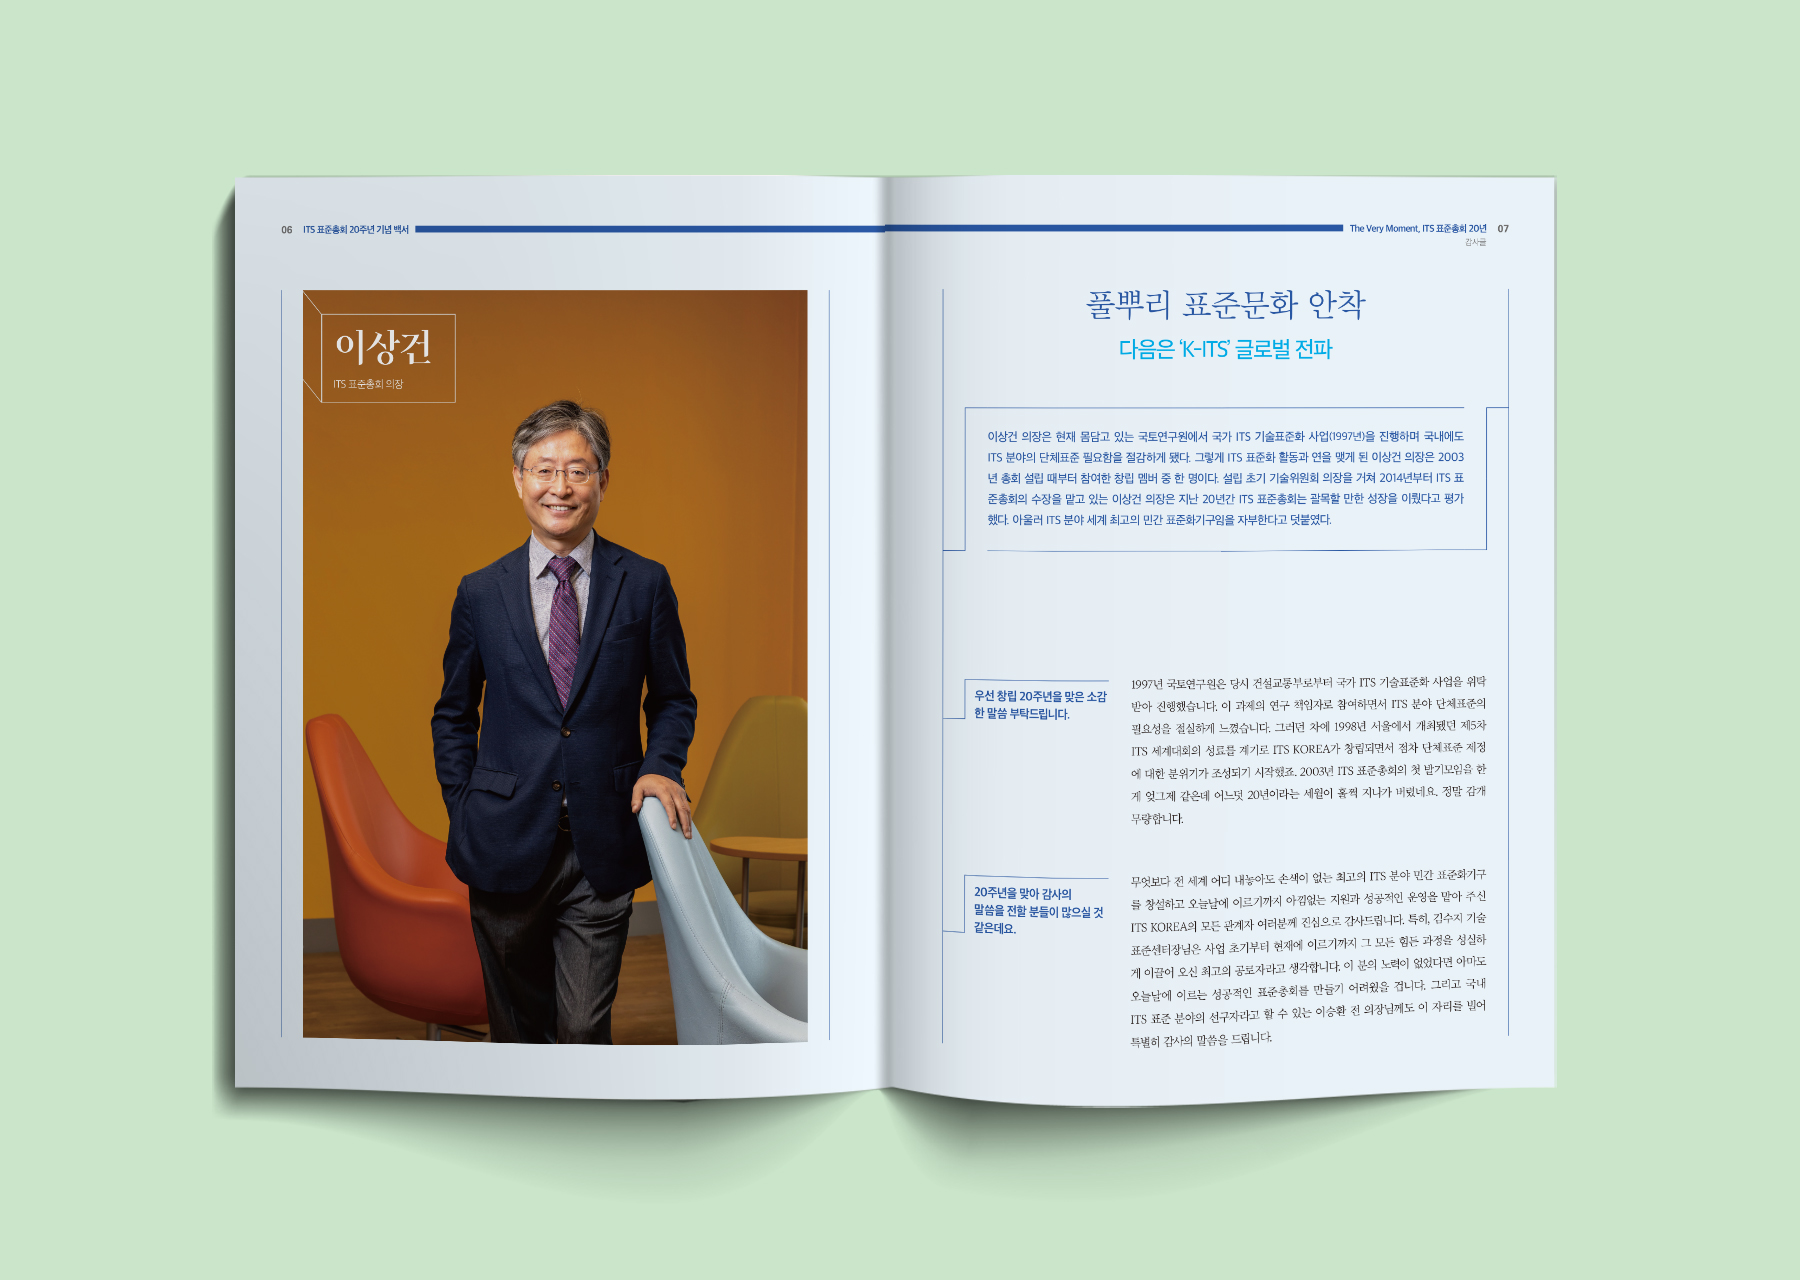 06 ITS 표준총회 20주년 기념 백서
이상건
ITS 표준총회 의장
The Very Moment, ITS 표준총회 20년 07
감사글
풀뿌리 표준문화 안착
다음은 ‘K-ITS’ 글로벌 전파
이상건 의장은 현재 몸담고 있는 국토연구원에서 국가 ITS 기술표준화 사업(1997년)을 진행하며 국내에도
ITS 분야의 단체표준 필요함을 절감하게 됐다. 그렇게 ITS 표준화 활동과 연을 맺게 된 이상건 의장은 2003
년 총회 설립 때부터 참여한 창립 멤버 중 한 명이다. 설립 초기 기술위원회 의장을 거쳐 2014년부터 ITS 표
준총회의 수장을 맡고 있는 이상건 의장은 지난 20년간 ITS 표준총회는 괄목할 만한 성장을 이뤘다고 평가
했다. 아울러 ITS 분야 세계 최고의 민간 표준화기구임을 자부한다고 덧붙였다.
우선 창립 20주년을 맞은 소감
한 말씀 부탁드립니다.
1997년 국토연구원은 당시 건설교통부로부터 국가 ITS 기술표준화 사업을 위탁
받아 진행했습니다. 이 과제의 연구 책임자로 참여하면서 ITS 분야 단체표준의
필요성을 절실하게 느꼈습니다. 그러던 차에 1998년 서울에서 개최됐던 제5차
ITS 세계대회의 성료를 계기로 ITS KOREA가 창립되면서 점차 단체표준 제정
에 대한 분위기가 조성되기 시작했죠. 2003년 ITS 표준총회의 첫 발기모임을 한
게 엊그제 같은데 어느덧 20년이라는 세월이 훌쩍 지나가 버렸네요. 정말 감개
무량합니다.
20주년을 맞아 감사의
말씀을 전할 분들이 많으실 것
같은데요.
무엇보다 전 세계 어디 내놓아도 손색이 없는 최고의 ITS 분야 민간 표준화기구
를 창설하고 오늘날에 이르기까지 아낌없는 지원과 성공적인 운영을 맡아 주신
ITS KOREA의 모든 관계자 여러분께 진심으로 감사드립니다. 특히, 김수지 기술
표준센터장님은 사업 초기부터 현재에 이르기까지 그 모든 힘든 과정을 성실하
게 이끌어 오신 최고의 공로자라고 생각합니다. 이 분의 노력이 없었다면 아마도
오늘날에 이르는 성공적인 표준총회를 만들기 어려웠을 겁니다. 그리고 국내
ITS 표준 분야의 선구자라고 할 수 있는 이승환 전 의장님께도 이 자리를 빌어
특별히 감사의 말씀을 드립니다.